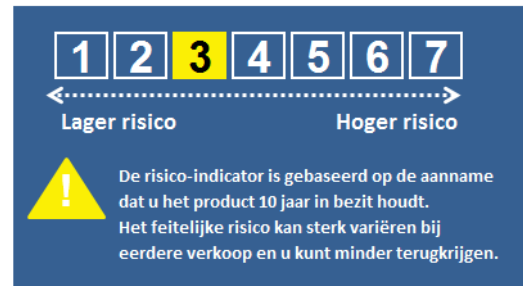 1 2 3 4 5 6 7
Lager risico Hoger risico
!
De risico-indicator is gebaseerd op de aanname
dat u het product 10 jaar in bezit houdt.
Het feitelijke risico kan sterk variëren bij
eerdere verkoop en u kunt minder terugkrijgen.